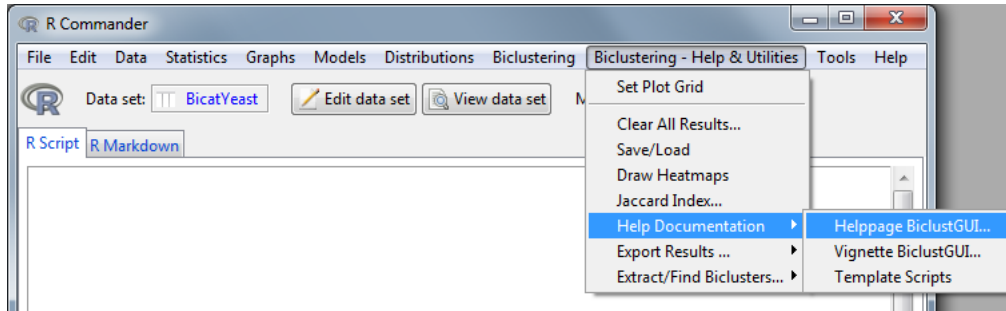 R Commander
File Edit Data Statistics Graphs Models Distributions Biclustering Biclustering - Help & Utilities Tools Help
R Data set: BicatYeast Edit data set View data set M
R Script R Markdown
Set Plot Grid
Clear All Results...
Save/Load
Draw Heatmaps
Jaccard Index...
Help Documentation
Export Results ...
Extract/Find Biclusters...
Helppage BiclustGUI...
Vignette BiclustGUI...
Template Scripts